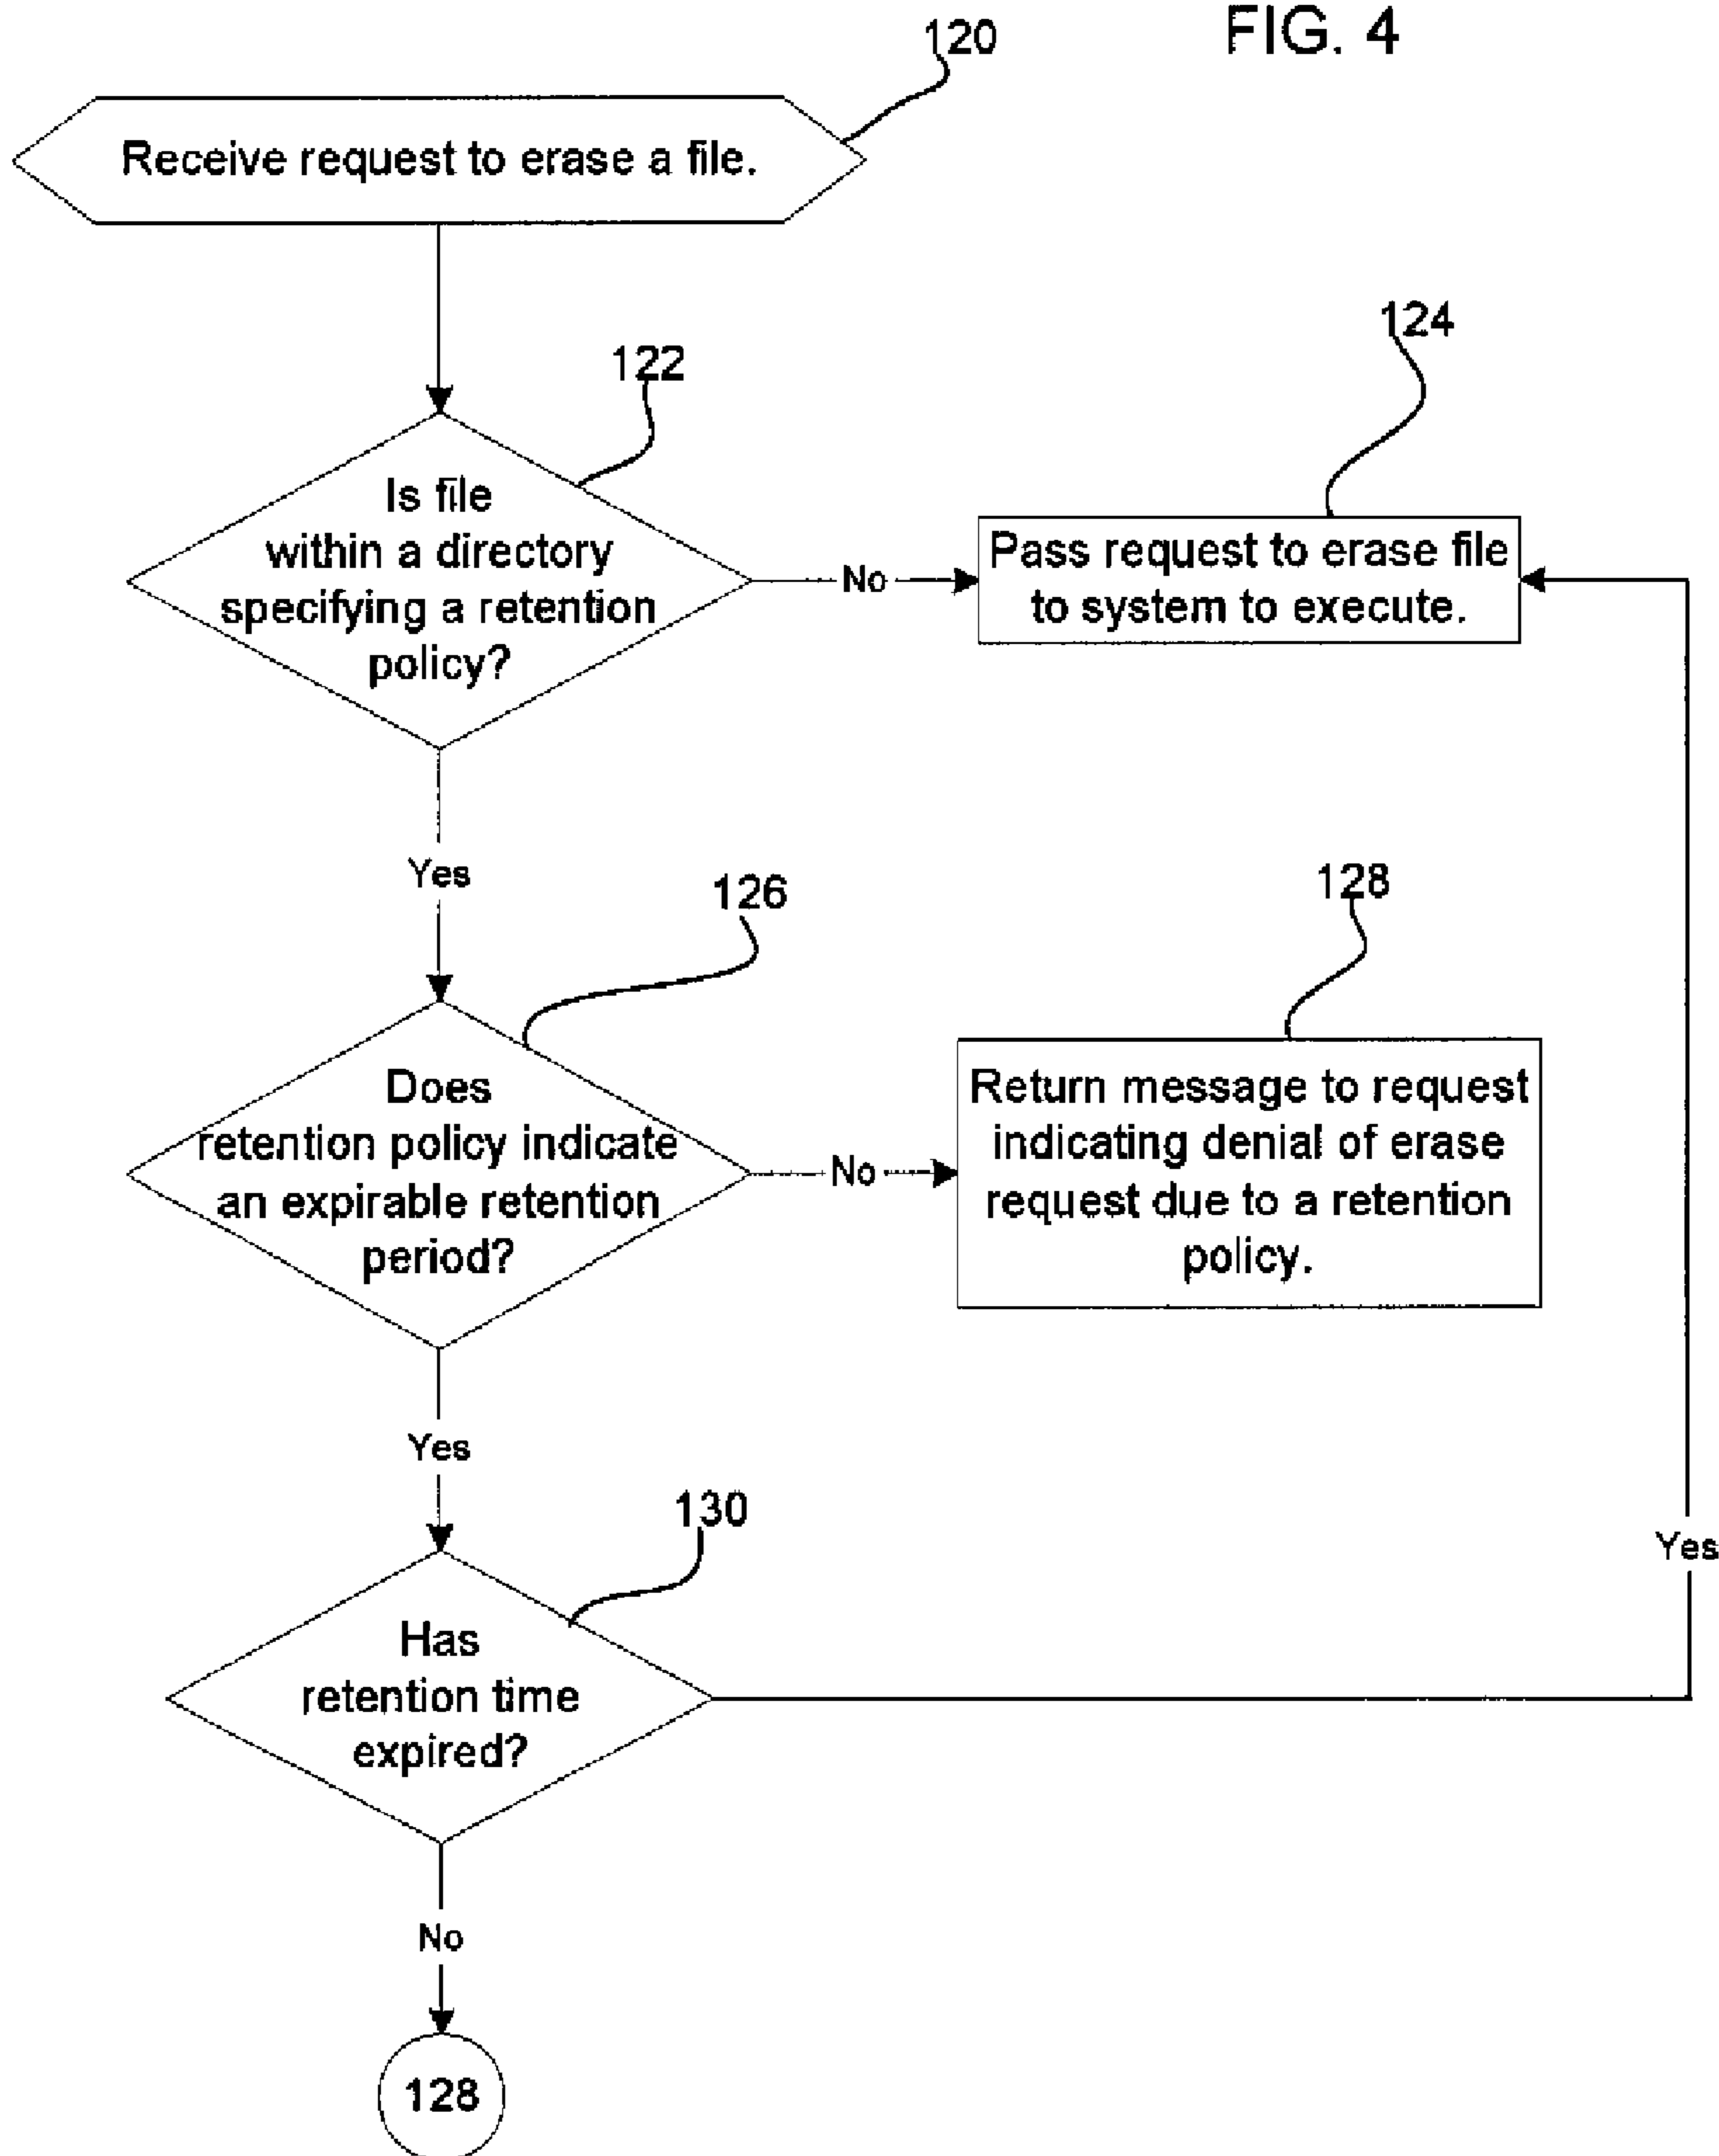 FIG. 4
120
Receive request to erase a file.
122
Is file
within a directory
specifying a retention
policy?
No
124
Pass request to erase file
to system to execute.
Yes
126
Does
retention policy indicate
an expirable retention
period?
No
128
Return message to request
indicating denial of erase
request due to a retention
policy.
Yes
130
Has
retention time
expired?
Yes
No
128